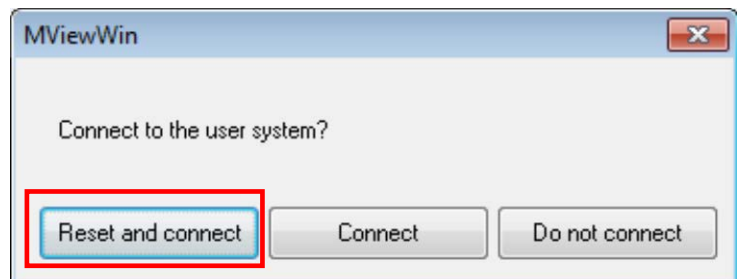 MViewWin
Connect to the user system?
Reset and connect Connect Do not connect